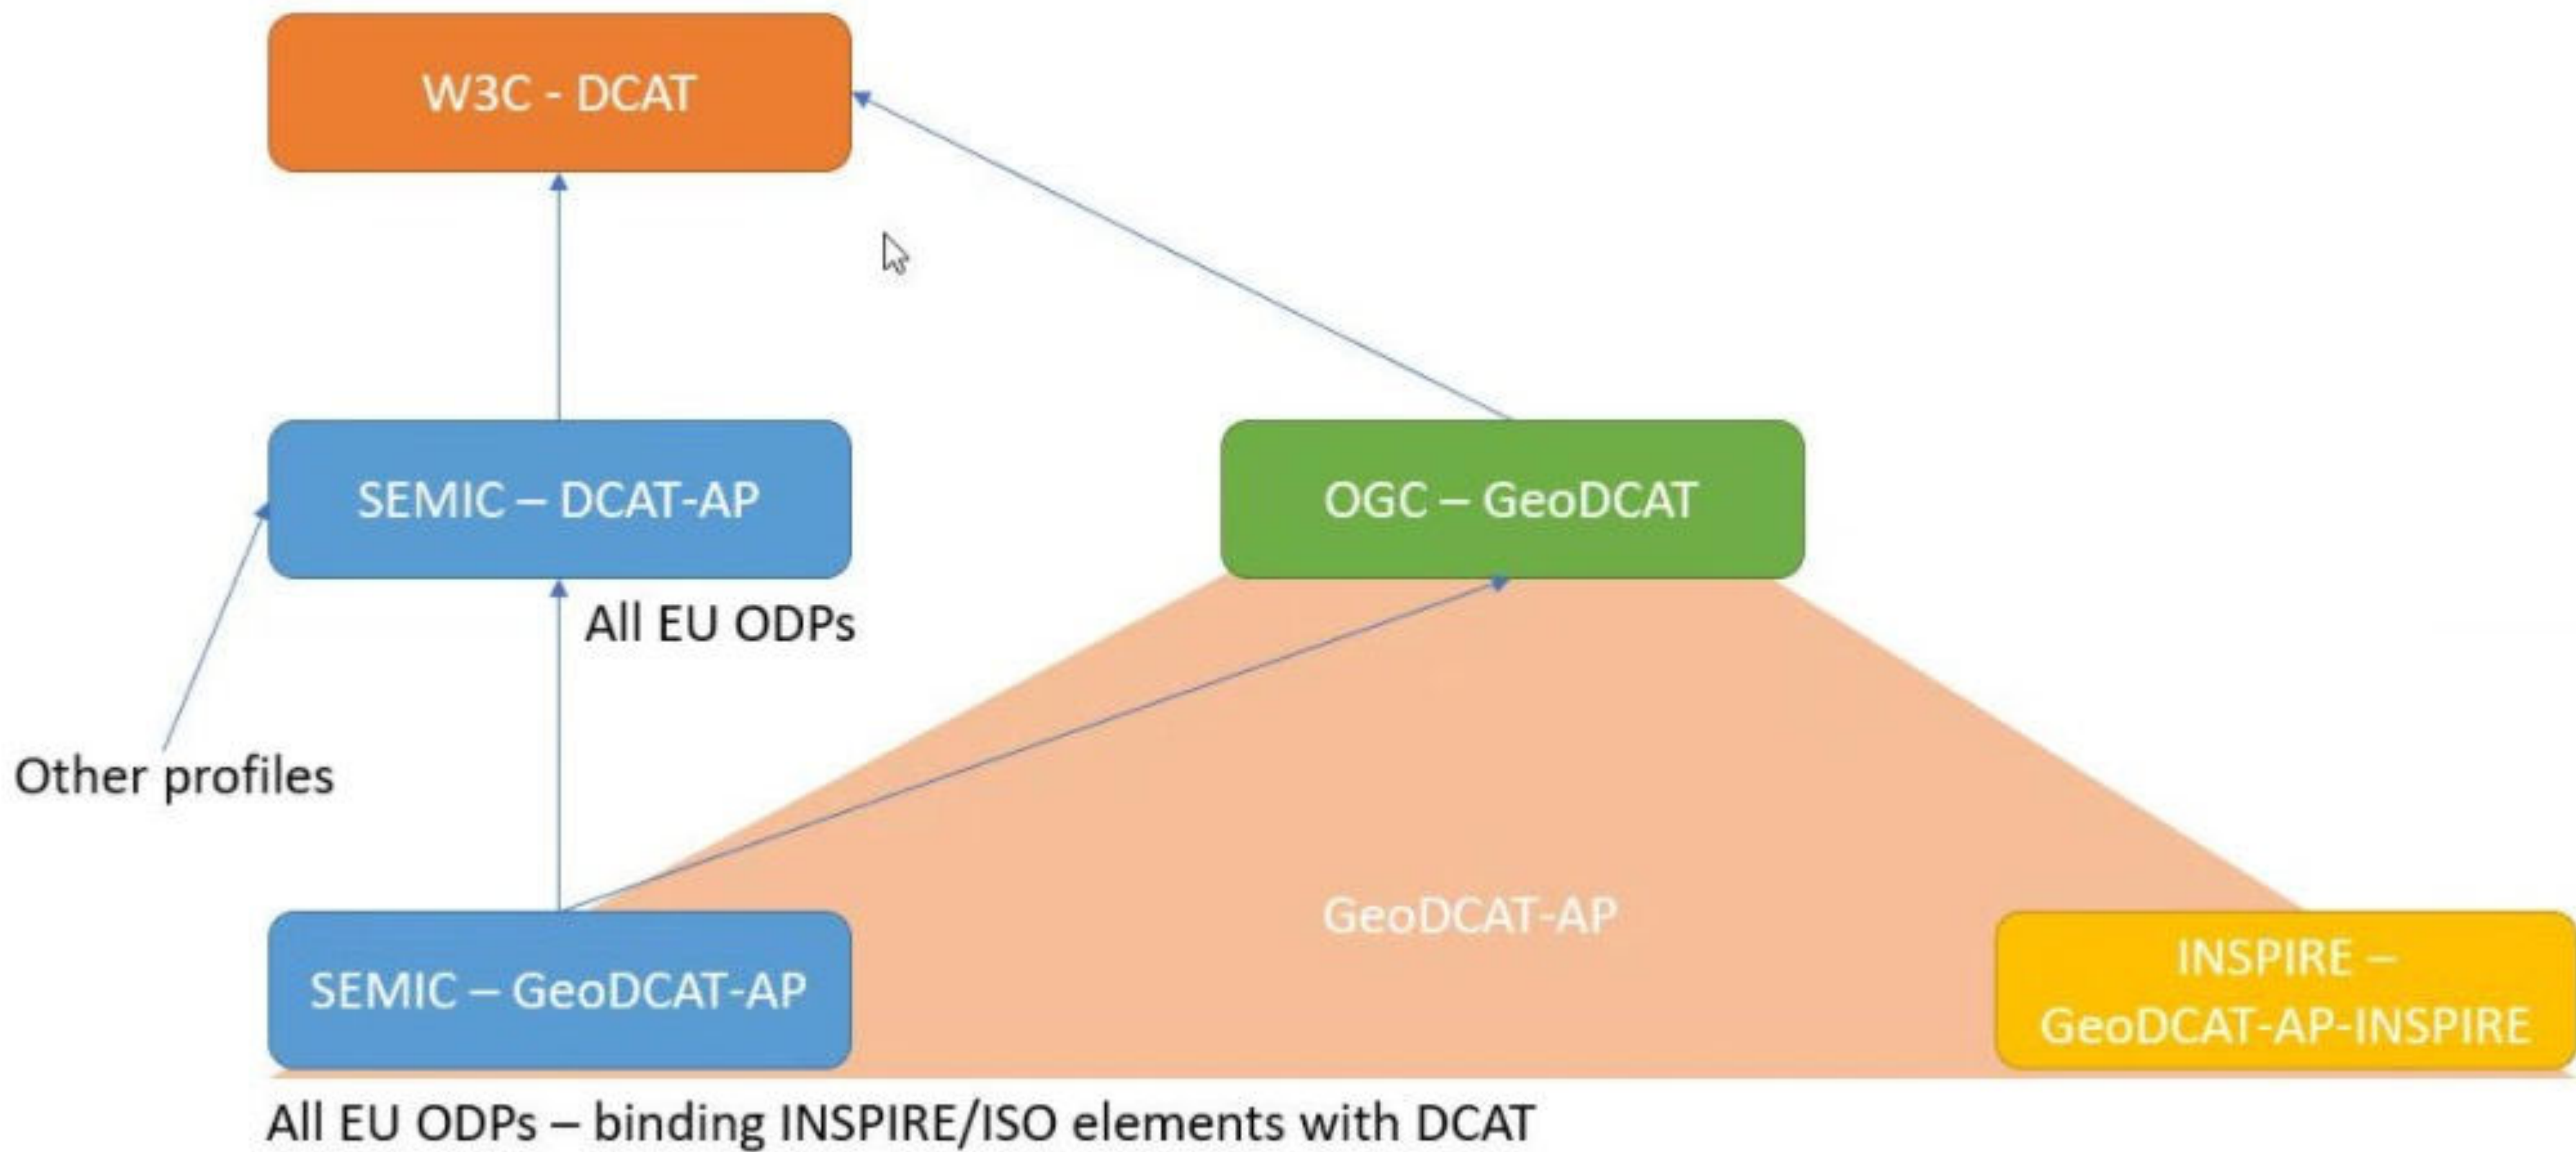 W3C - DCAT
SEMIC – DCAT-AP
OGC – GeoDCAT
All EU ODPs
Other profiles
GeoDCAT-AP
SEMIC – GeoDCAT-AP
INSPIRE –
GeoDCAT-AP-INSPIRE
All EU ODPs – binding INSPIRE/ISO elements with DCAT